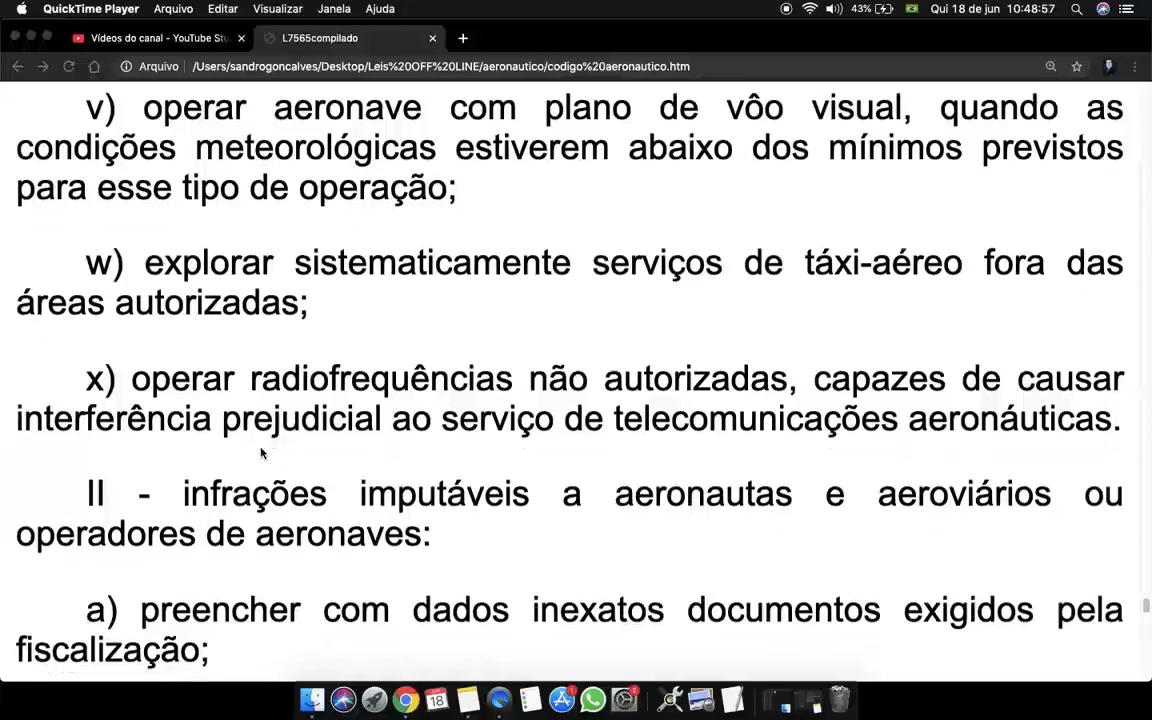 QuickTime Player Arquivo Editar Visualizar Janela Ajuda 43% Qui 18 de jun 10:48:57
Vídeos do canal - YouTube Stu L7565compilado
Arquivo /Users/sandrogoncalves/Desktop/Leis%20OFF%20LINE/aeronautico/codigo%20aeronautico.htm
v) operar aeronave com plano de vôo visual, quando as
condições meteorológicas estiverem abaixo dos mínimos previstos
para esse tipo de operação;
w) explorar sistematicamente serviços de táxi-aéreo fora das
áreas autorizadas;
x) operar radiofrequências não autorizadas, capazes de causar
interferência prejudicial ao serviço de telecomunicações aeronáuticas.
II - infrações imputáveis a aeronautas e aeroviários ou
operadores de aeronaves:
a) preencher com dados inexatos documentos exigidos pela
fiscalização;
18